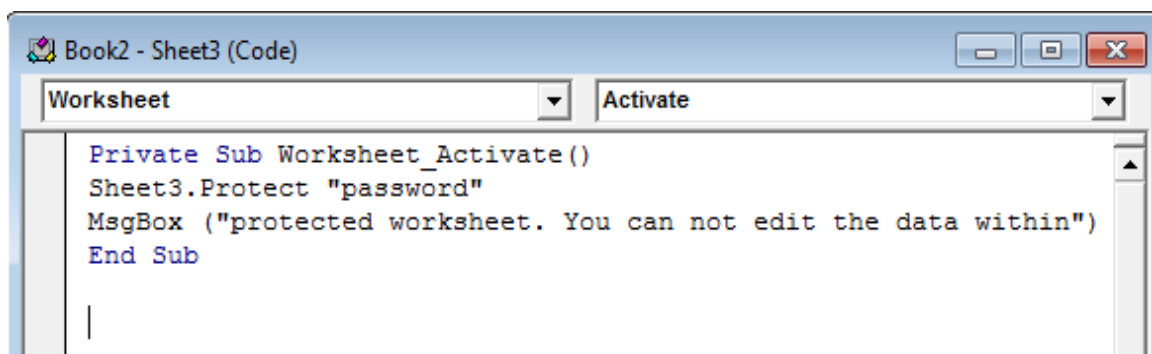 Book2 - Sheet3 (Code)
Worksheet Activate
Private Sub Worksheet_Activate()
Sheet3.Protect "password"
MsgBox ("protected worksheet. You can not edit the data within")
End Sub